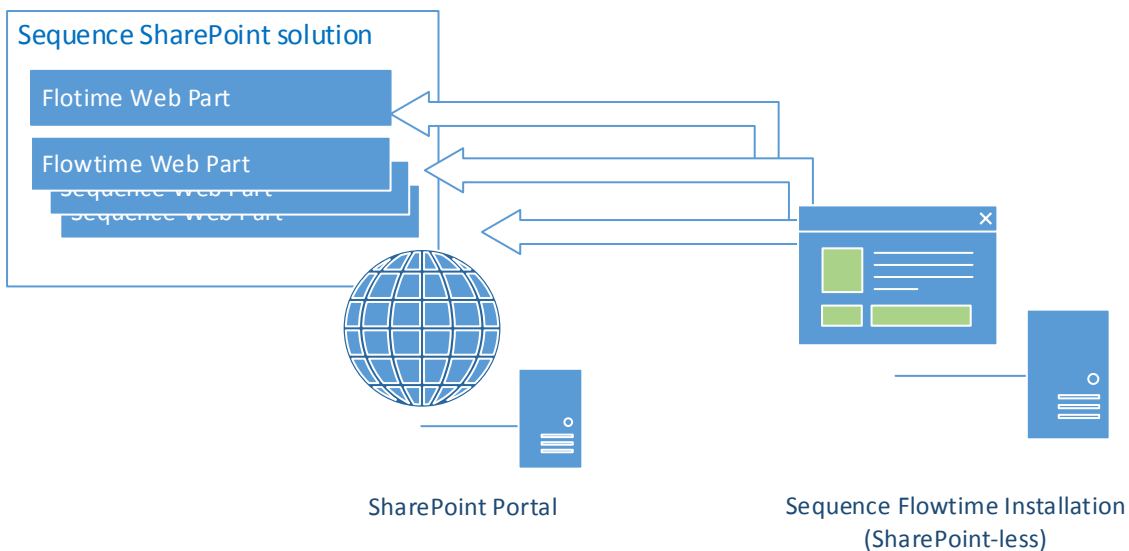 Sequence SharePoint solution
Flotime Web Part
Flowtime Web Part
Sequence Web Part
Sequence Web Part
SharePoint Portal
Sequence Flowtime Installation
(SharePoint-less)